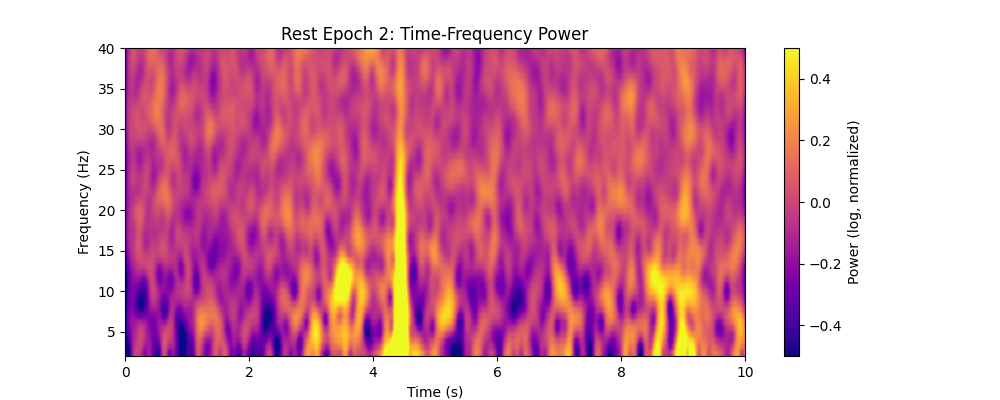 Rest Epoch 2: Time-Frequency Power
40
35
30
25
20
15
10
5
Frequency (Hz)
0 2 4 6 8 10
Time (s)
0.4
0.2
0.0
−0.2
−0.4
Power (log, normalized)